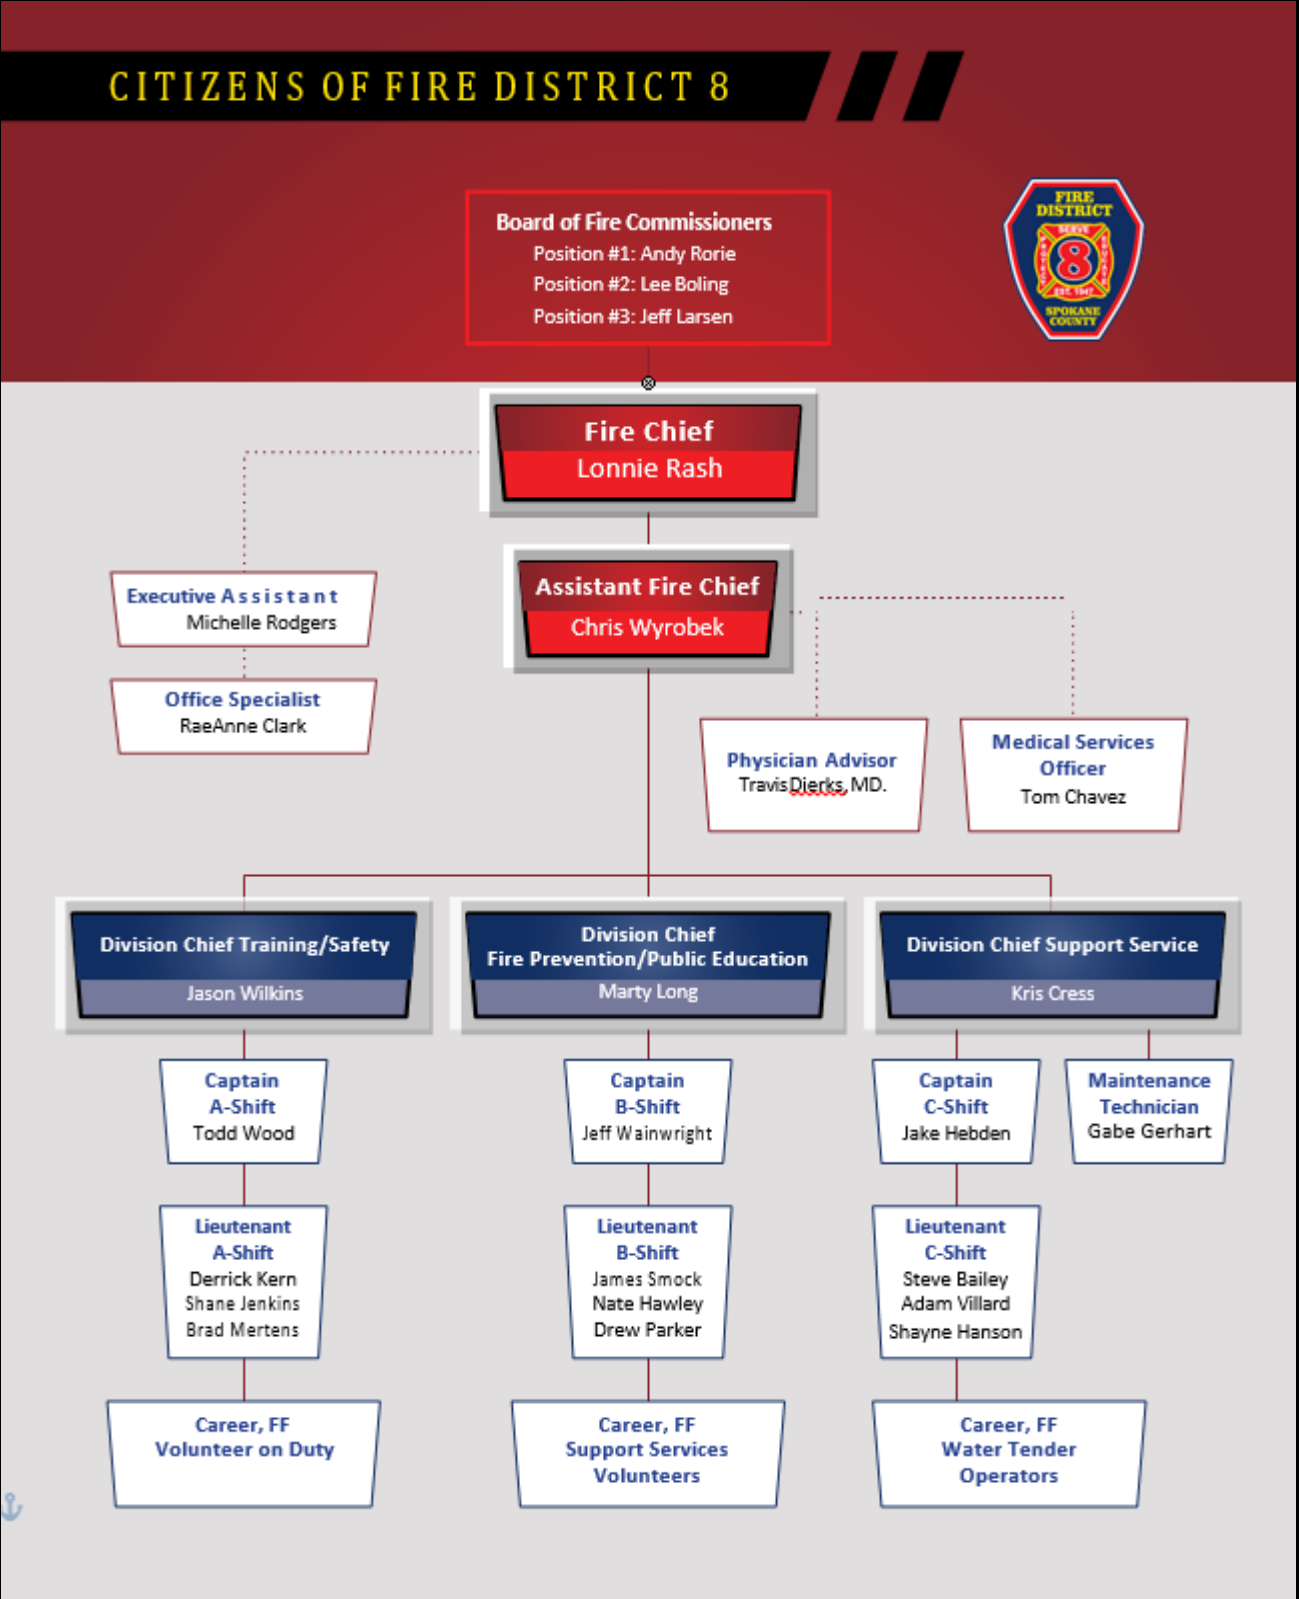 CITIZENS OF FIRE DISTRICT 8
Board of Fire Commissioners
Position #1: Andy Rorie
Position #2: Lee Boling
Position #3: Jeff Larsen
FIRE
DISTRICT
SERVE
PROTECT
8
EDUCATE
EST. 1947
SPOKANE
COUNTY
Fire Chief
Lonnie Rash
Executive Assistant
Michelle Rodgers
Office Specialist
RaeAnne Clark
Assistant Fire Chief
Chris Wyrobek
Physician Advisor
Travis Dierks, MD.
Medical Services
Officer
Tom Chavez
Division Chief Training/Safety
Jason Wilkins
Division Chief
Fire Prevention/Public Education
Marty Long
Division Chief Support Service
Kris Cress
Captain
A-Shift
Todd Wood
Captain
B-Shift
Jeff Wainwright
Captain
C-Shift
Jake Hebden
Maintenance
Technician
Gabe Gerhart
Lieutenant
A-Shift
Derrick Kern
Shane Jenkins
Brad Mertens
Lieutenant
B-Shift
James Smock
Nate Hawley
Drew Parker
Lieutenant
C-Shift
Steve Bailey
Adam Villard
Shayne Hanson
Career, FF
Volunteer on Duty
Career, FF
Support Services
Volunteers
Career, FF
Water Tender
Operators